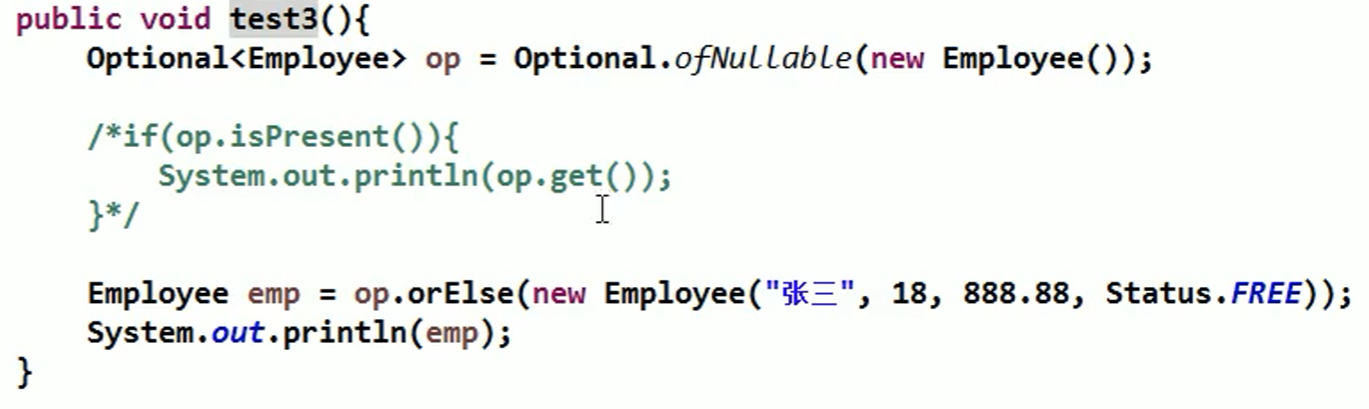 public void test3(){
Optional<Employee> op = Optional.ofNullable(new Employee());
/*if(op.isPresent()){
System.out.println(op.get());
}*/
Employee emp = op.orElse(new Employee("张三", 18, 888.88, Status.FREE));
System.out.println(emp);
}